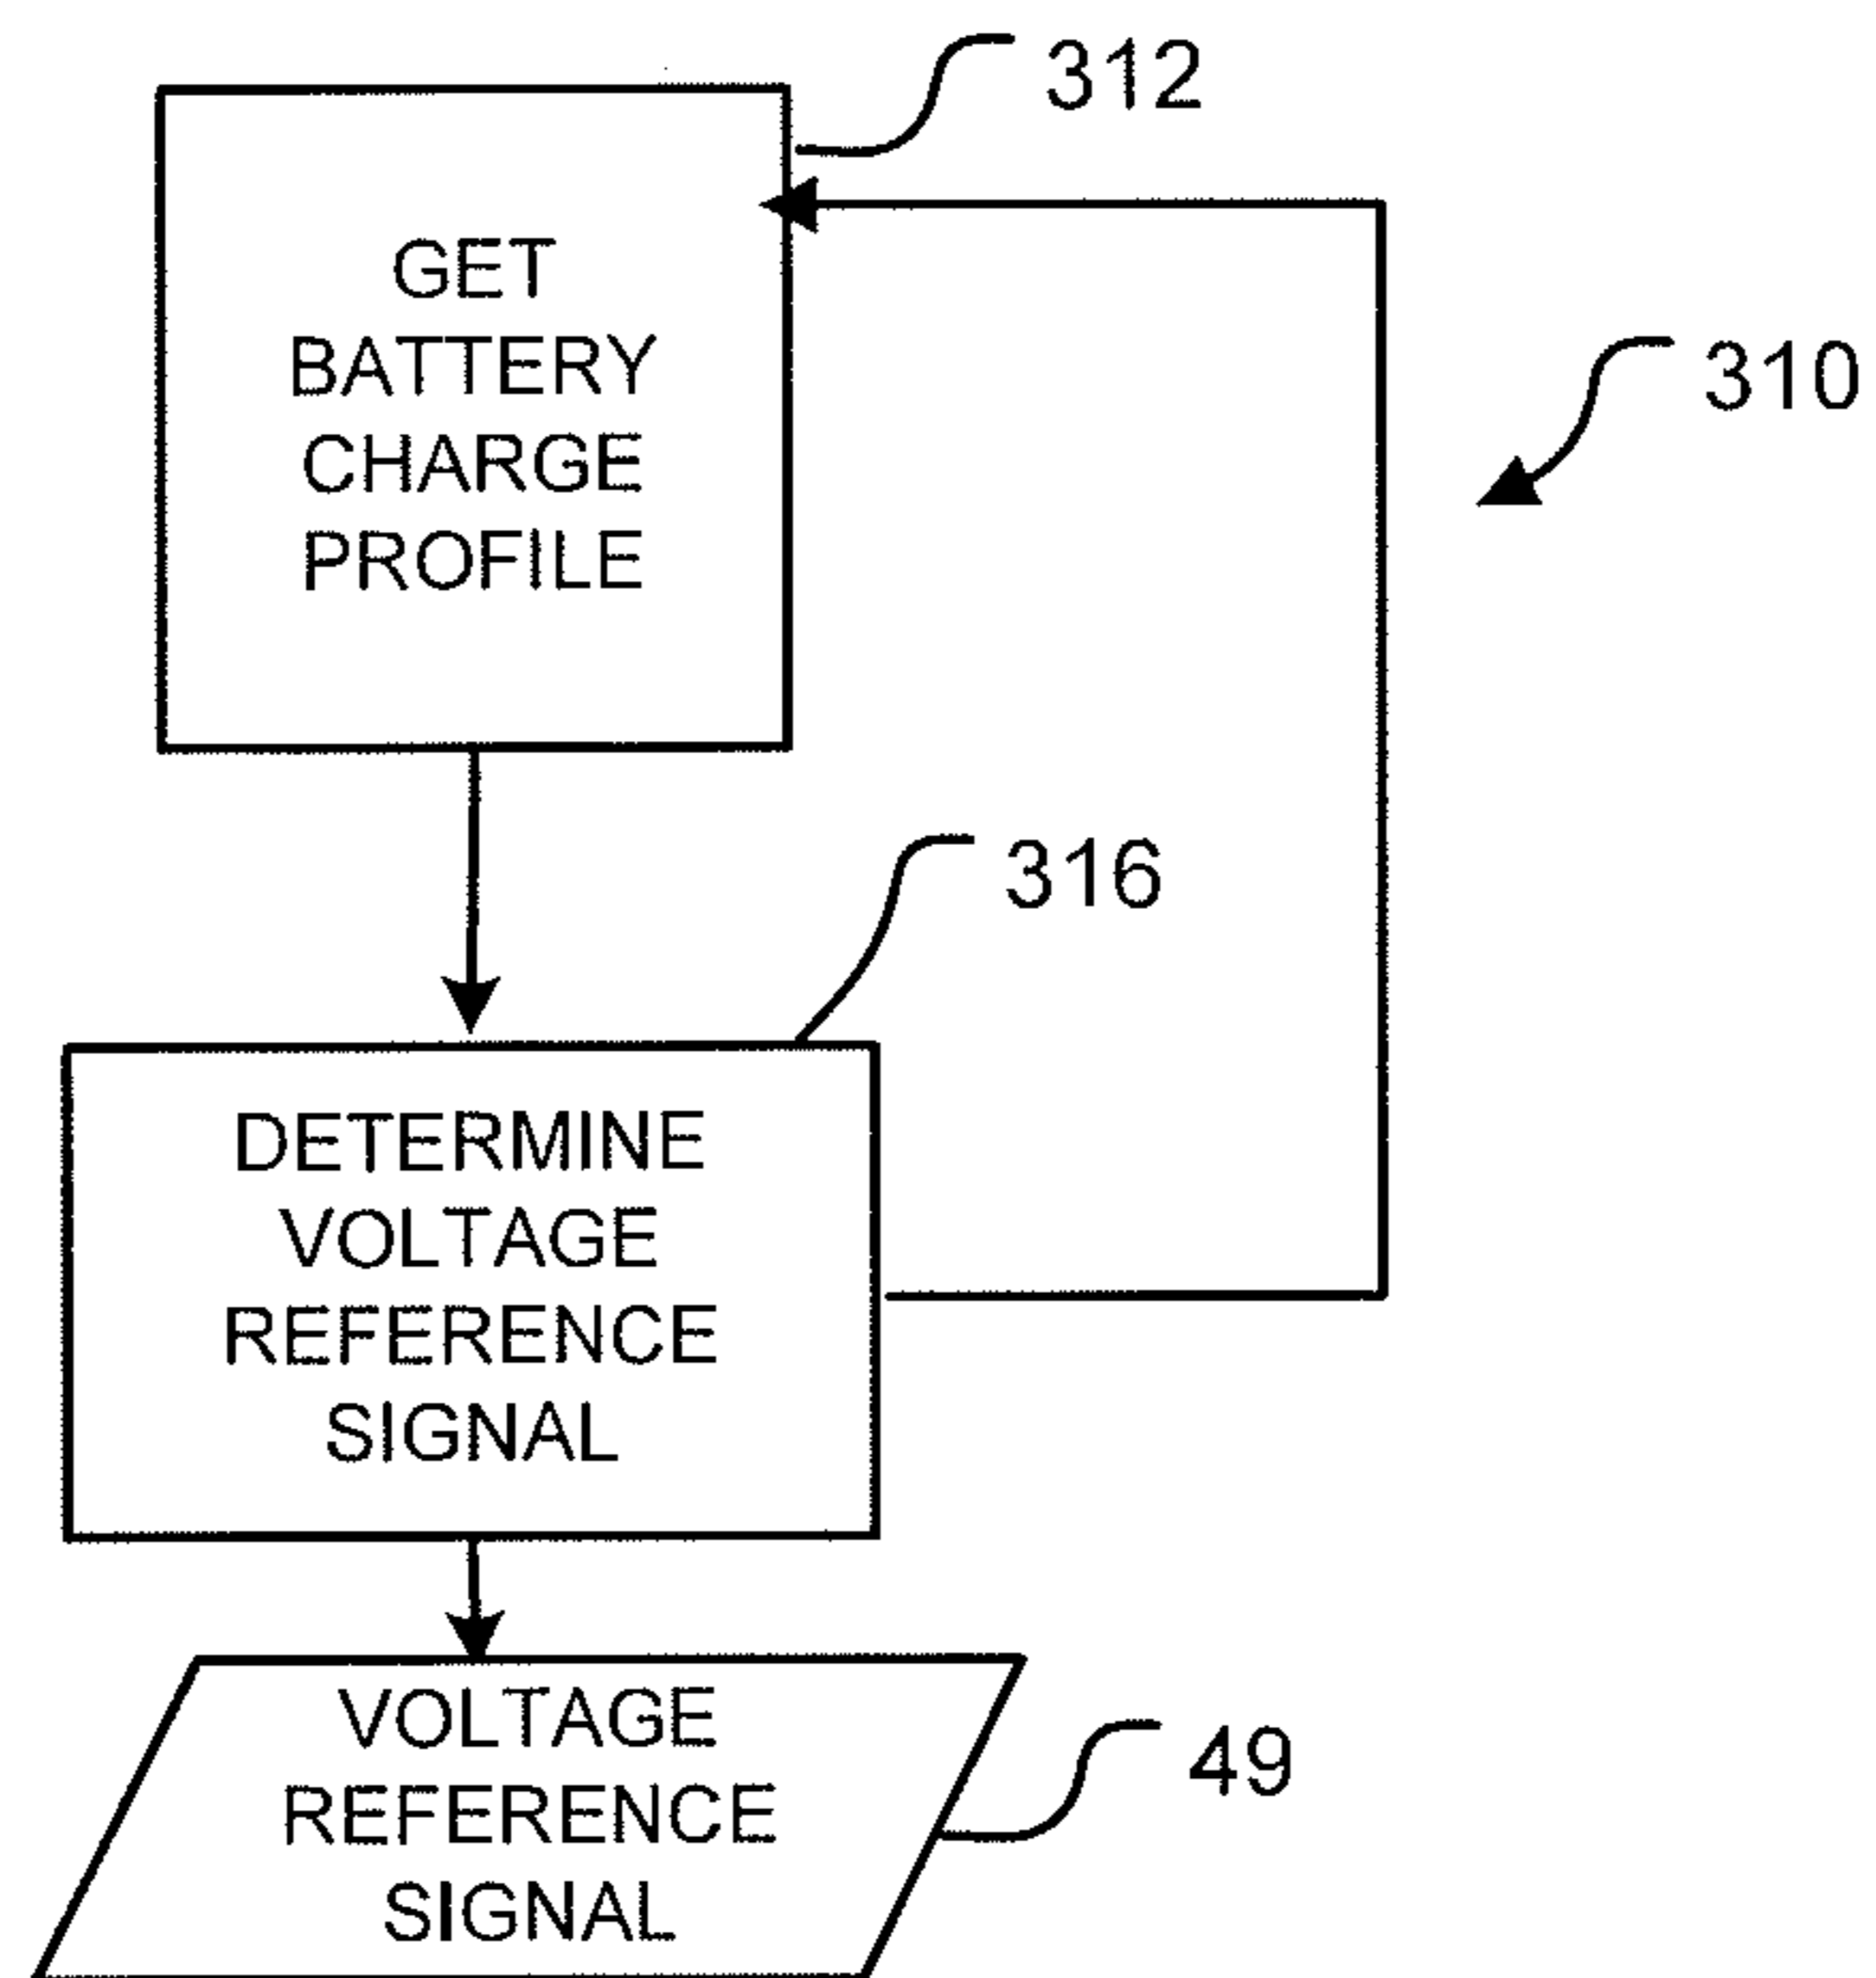 312
GET
BATTERY
CHARGE
PROFILE
310
316
DETERMINE
VOLTAGE
REFERENCE
SIGNAL
VOLTAGE
REFERENCE
SIGNAL
49